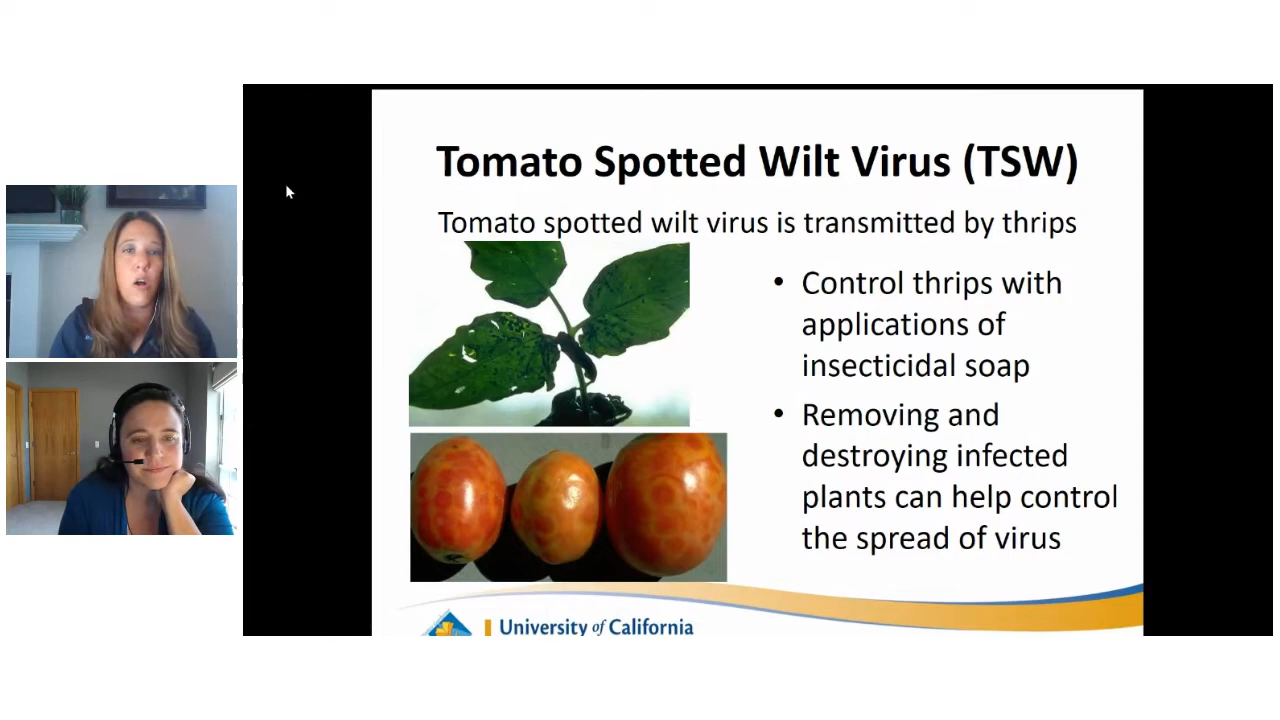 Tomato Spotted Wilt Virus (TSW)
Tomato spotted wilt virus is transmitted by thrips
• Control thrips with
applications of
insecticidal soap
• Removing and
destroying infected
plants can help control
the spread of virus
University of California